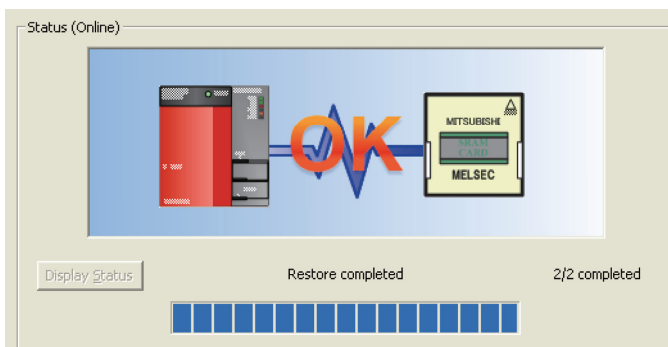 Status (Online)
OK
MITSUBISHI
SRAM
CARD
MELSEC
Display Status
Restore completed
2/2 completed